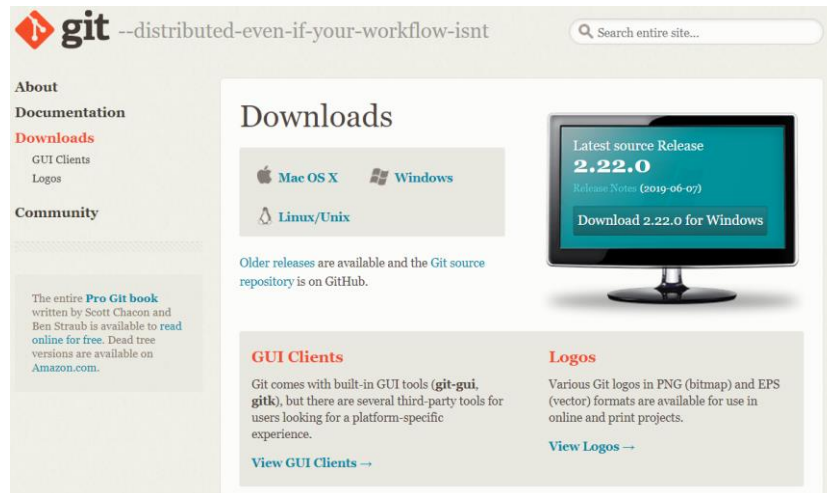 git --distributed-even-if-your-workflow-isnt
Search entire site...
About
Documentation
Downloads
GUI Clients
Logos
Community
The entire Pro Git book
written by Scott Chacon and
Ben Straub is available to read
online for free. Dead tree
versions are available on
Amazon.com.
Downloads
Mac OS X
Windows
Linux/Unix
Older releases are available and the Git source
repository is on GitHub.
Latest source Release
2.22.0
Release Notes (2019-06-07)
Download 2.22.0 for Windows
GUI Clients
Git comes with built-in GUI tools (git-gui,
gitk), but there are several third-party tools for
users looking for a platform-specific
experience.
View GUI Clients →
Logos
Various Git logos in PNG (bitmap) and EPS
(vector) formats are available for use in
online and print projects.
View Logos →